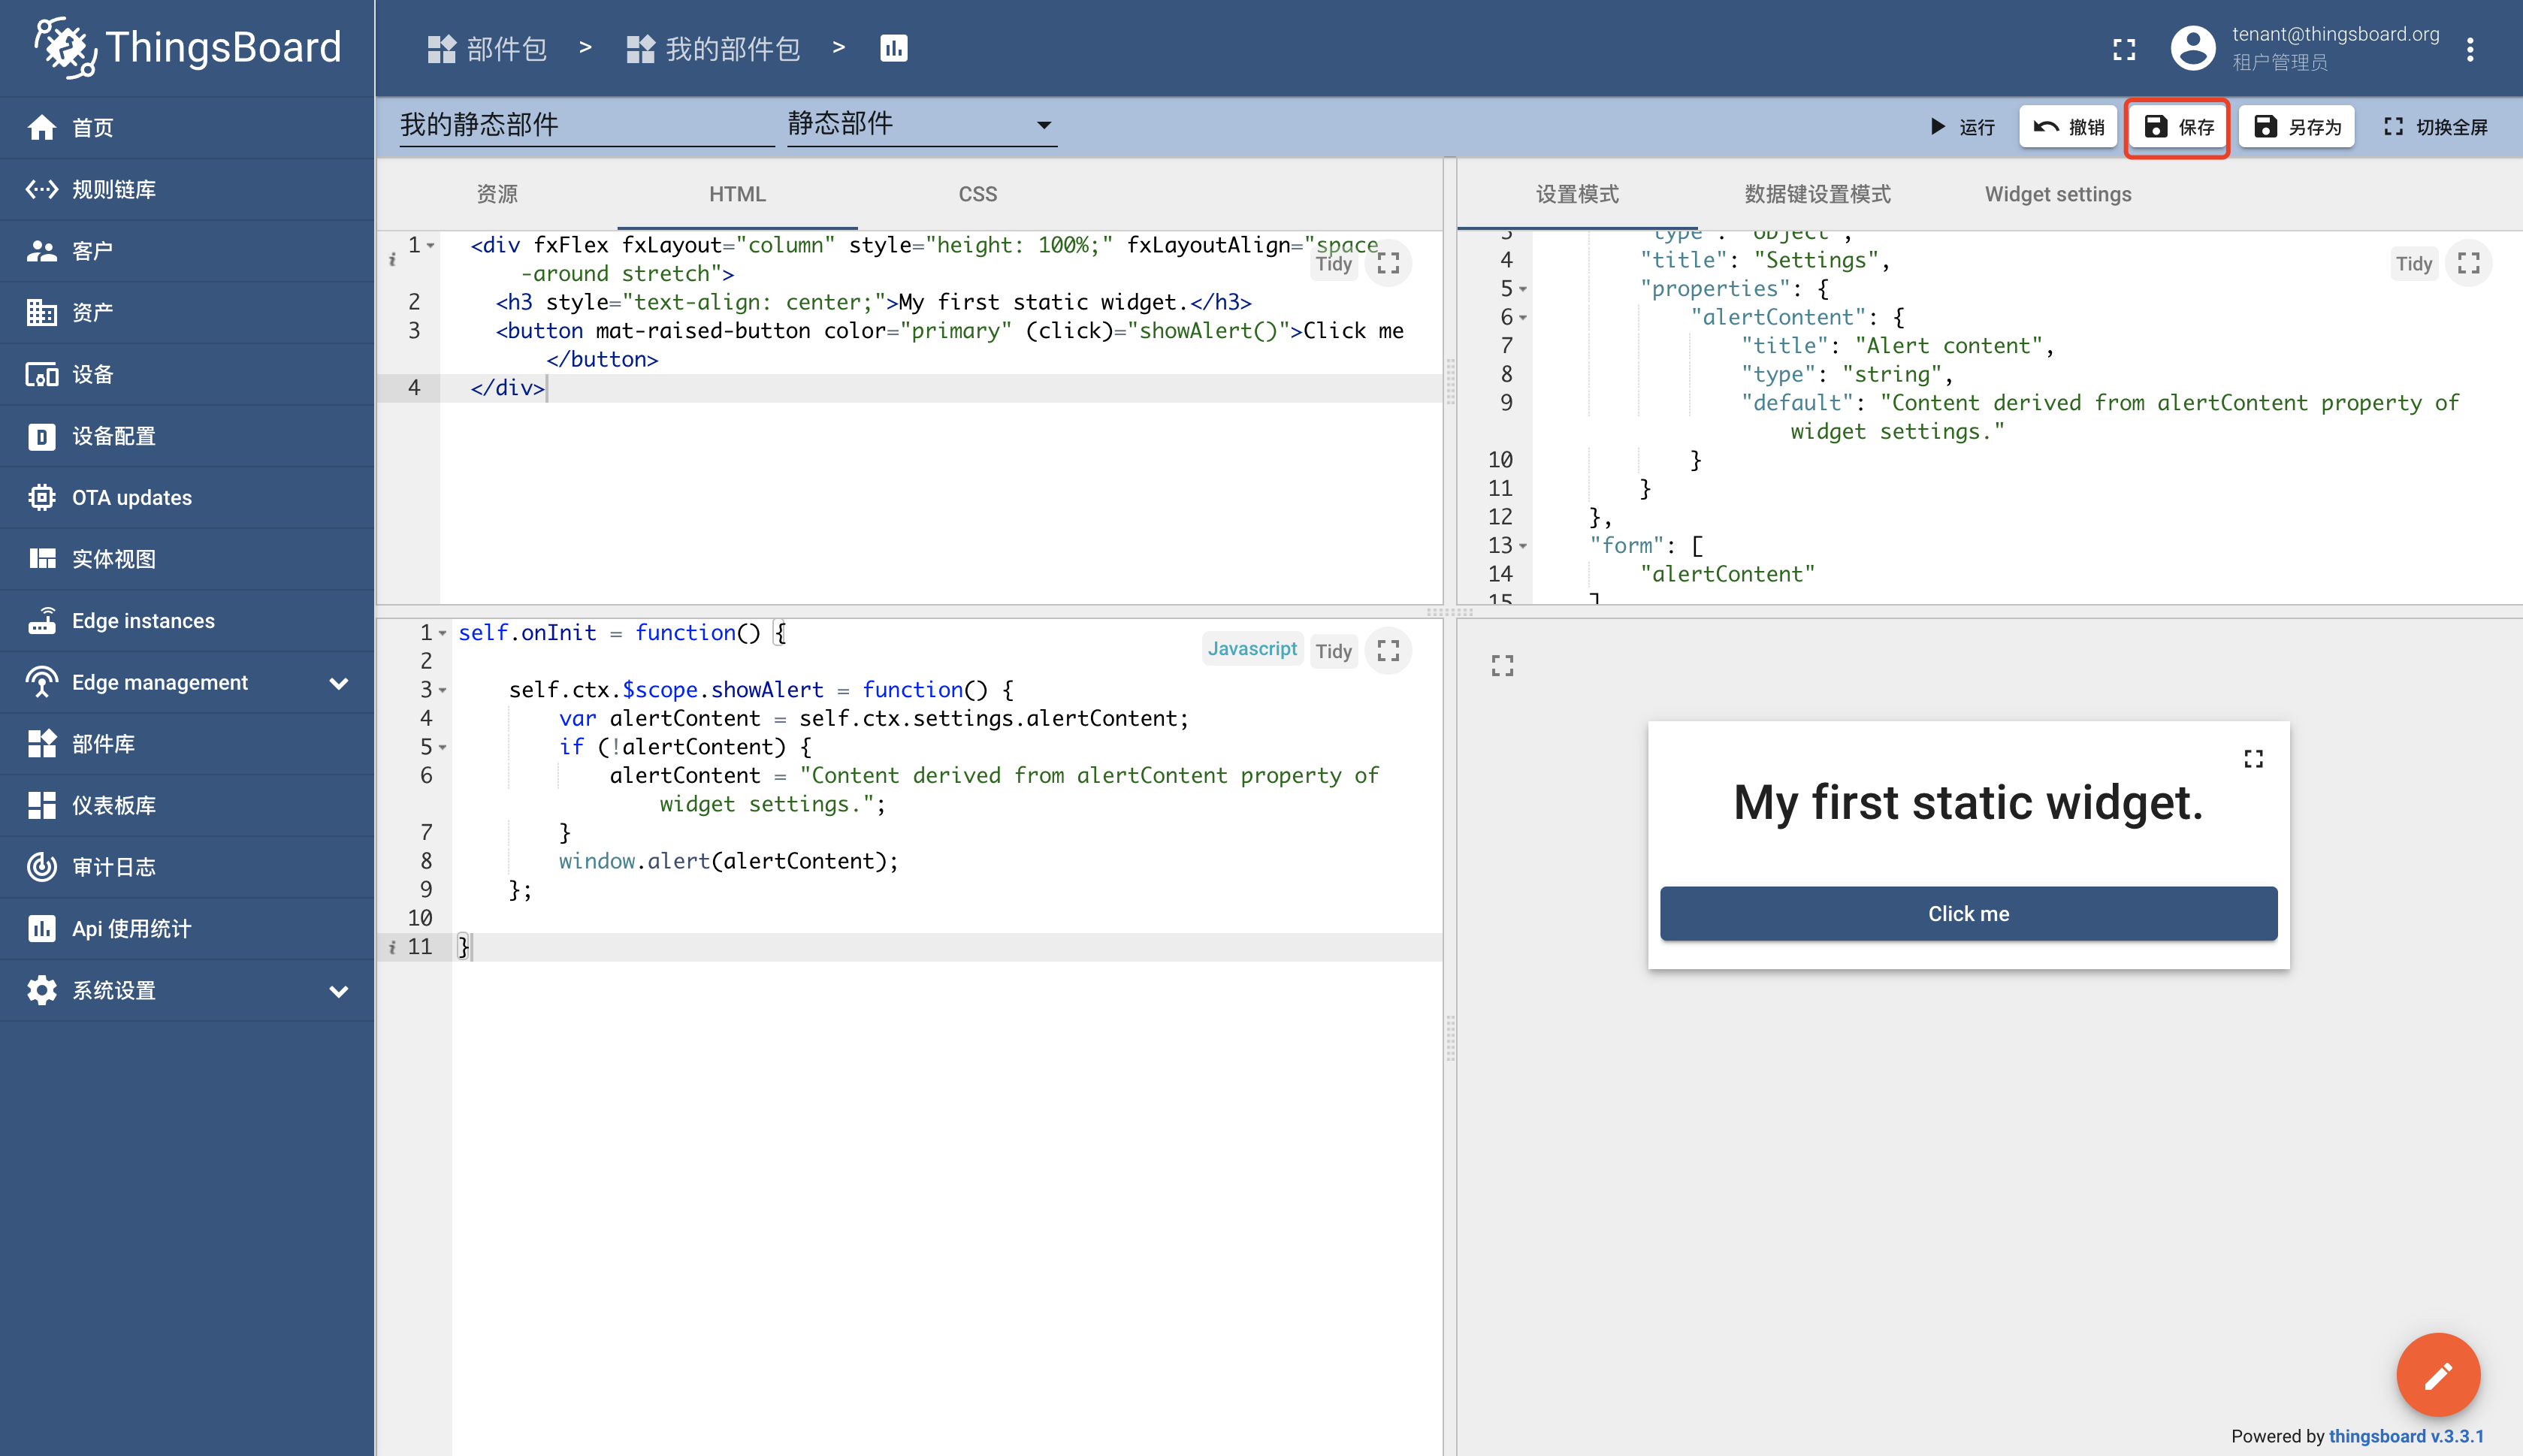 ThingsBoard
部件包 > 我的部件包 >
tenant@thingsboard.org
租户管理员
首页
规则链库
客户
资产
设备
设备配置
OTA updates
实体视图
Edge instances
Edge management
部件库
仪表板库
审计日志
Api 使用统计
系统设置
我的静态部件
静态部件
运行
撤销
保存
另存为
切换全屏
资源
HTML
CSS
1 <div fxFlex fxLayout="column" style="height: 100%;" fxLayoutAlign="space
-around stretch">
2 <h3 style="text-align: center;">My first static widget.</h3>
3 <button mat-raised-button color="primary" (click)="showAlert()">Click me
</button>
4 </div>
Tidy
设置模式
数据键设置模式
Widget settings
3 "type": "object",
4 "title": "Settings",
5 "properties": {
6 "alertContent": {
7 "title": "Alert content",
8 "type": "string",
9 "default": "Content derived from alertContent property of
widget settings."
10 }
11 }
12 },
13 "form": [
14 "alertContent"
15 ]
Tidy
1 self.onInit = function() {
2
3 self.ctx.$scope.showAlert = function() {
4 var alertContent = self.ctx.settings.alertContent;
5 if (!alertContent) {
6 alertContent = "Content derived from alertContent property of
widget settings.";
7 }
8 window.alert(alertContent);
9 };
10
11 }
Javascript
Tidy
My first static widget.
Click me
Powered by thingsboard v.3.3.1